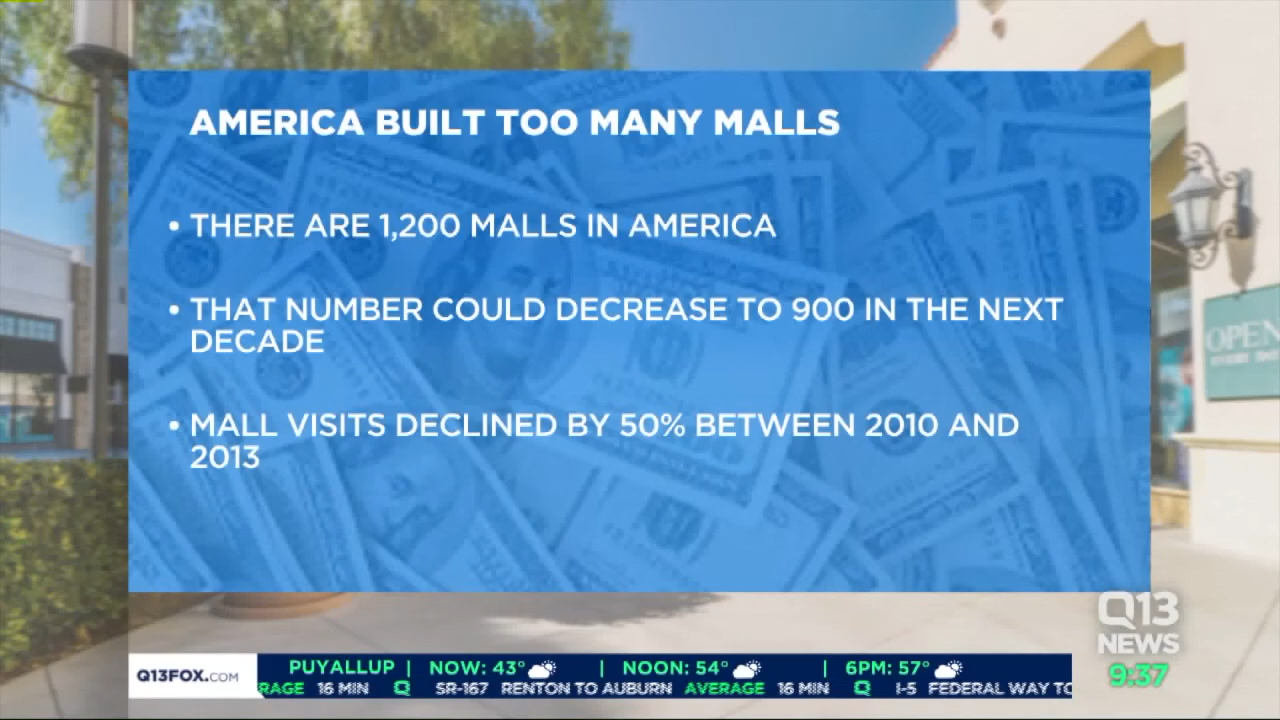 AMERICA BUILT TOO MANY MALLS
• THERE ARE 1,200 MALLS IN AMERICA
• THAT NUMBER COULD DECREASE TO 900 IN THE NEXT
DECADE
• MALL VISITS DECLINED BY 50% BETWEEN 2010 AND
2013
OPEN
Q13
NEWS
9:37
Q13FOX.COM
PUYALLUP | NOW: 43° | NOON: 54° | 6PM: 57°
RAGE 16 MIN Q SR-167 RENTON TO AUBURN AVERAGE 16 MIN Q I-5 FEDERAL WAY TO